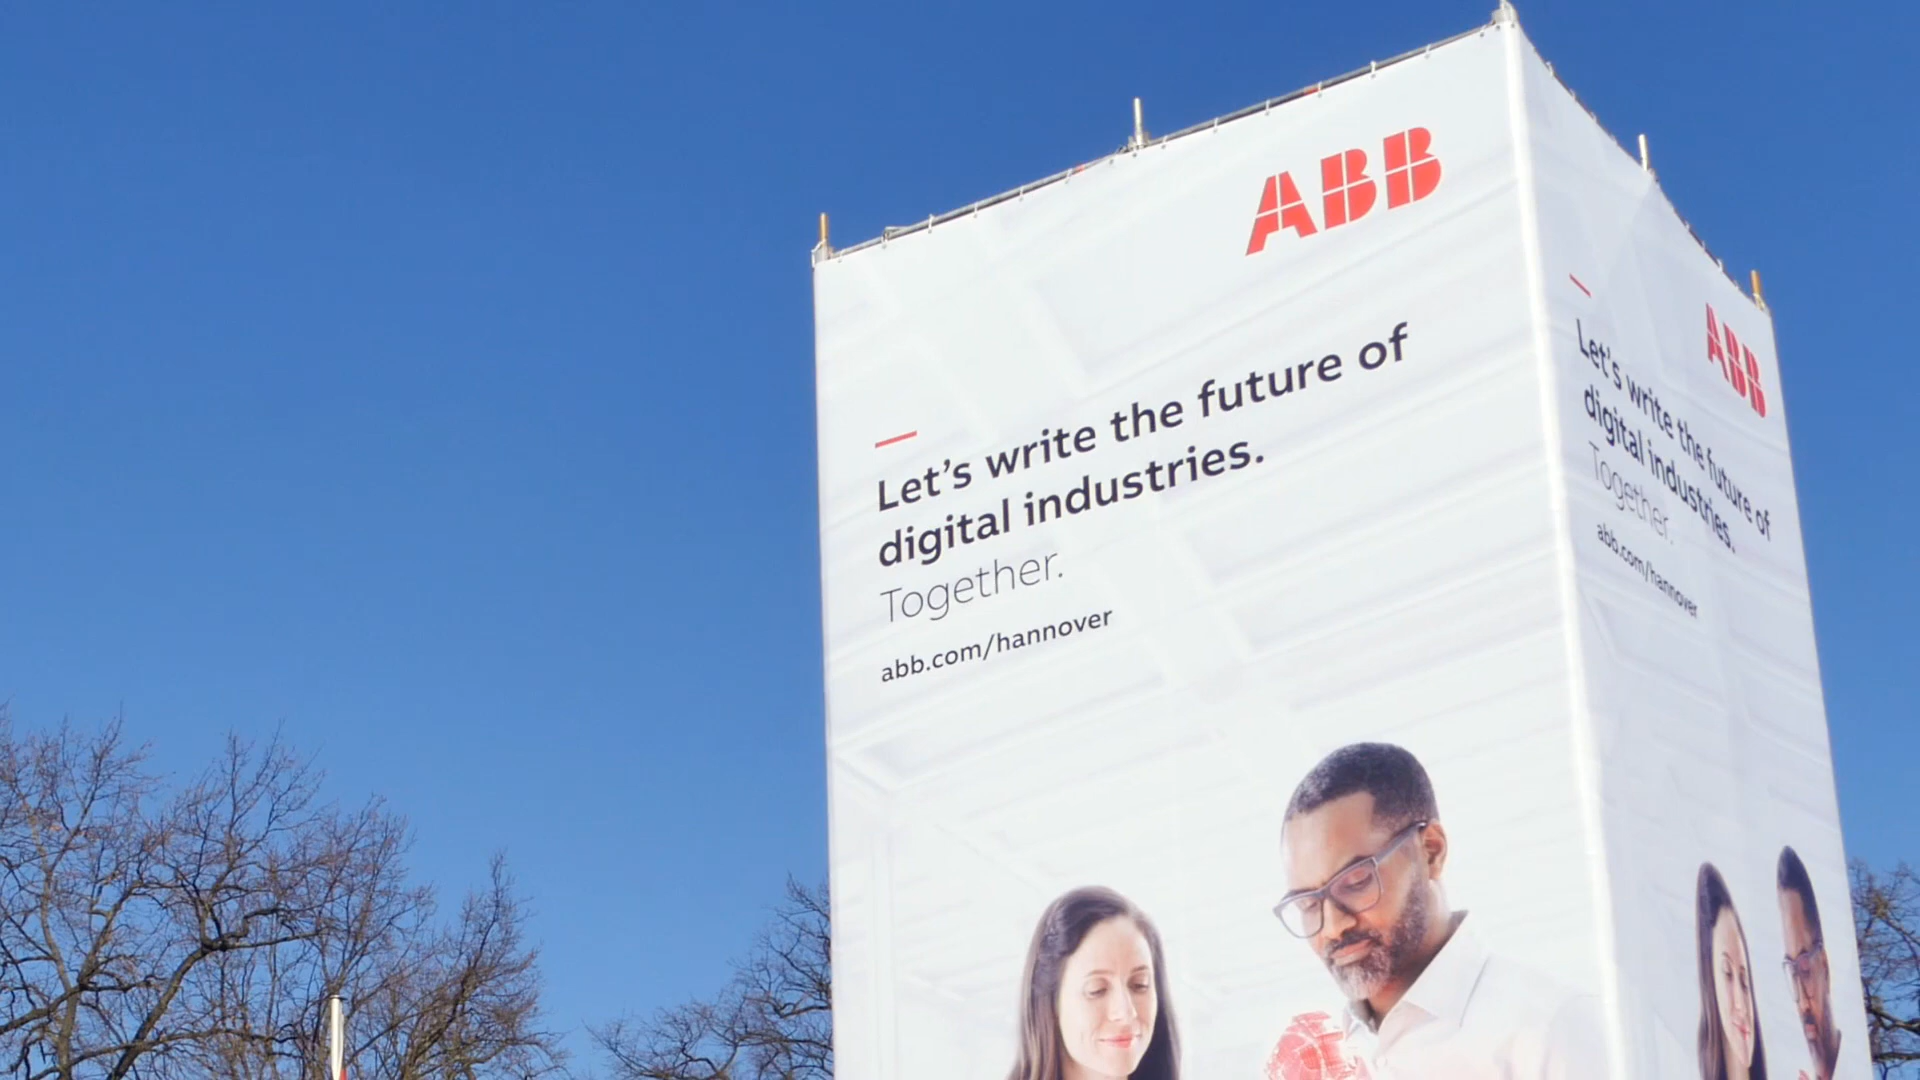 ABB
Let's write the future of
digital industries.
Together.
abb.com/hannover
ABB
Let's write the future of
digital industries.
Together.
abb.com/hannover